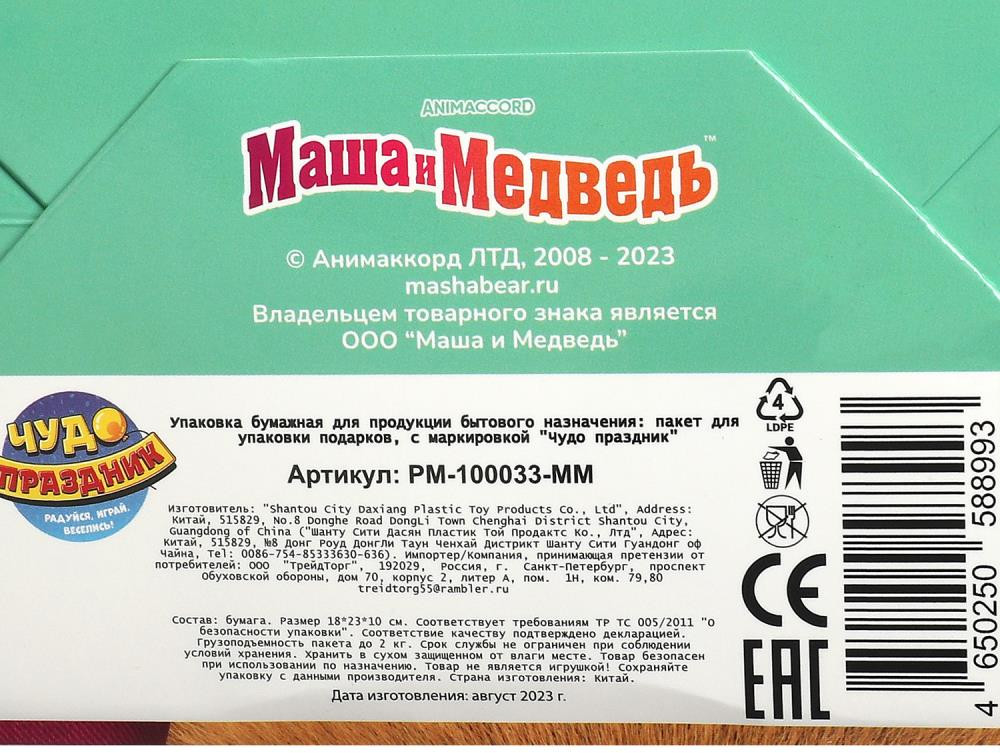 ANIMACCORD
Маша и Медведь™
© Анимаккорд ЛТД, 2008 - 2023
mashabear.ru
Владельцем товарного знака является
ООО “Маша и Медведь”
ЧУДО
ПРАЗДНИК
РАДУЙСЯ, ИГРАЙ,
ВЕСЕЛИСЬ!
Упаковка бумажная для продукции бытового назначения: пакет для
упаковки подарков, с маркировкой "Чудо праздник"
Артикул: PM-100033-MM
Изготовитель: "Shantou City Daxiang Plastic Toy Products Co., Ltd", Address:
Китай, 515829, No.8 Donghe Road DongLi Town Chenghai District Shantou City,
Guangdong of China ("Шанту Сити Дасян Пластик Той Продактс Ко., ЛТД", Адрес:
Китай, 515829, №8 Донг Роуд ДонгЛи Таун Ченхай Дистрикт Шанту Сити Гуандонг оф
Чайна, Tel: 0086-754-85333630-636). Импортер/Компания, принимающая претензии от
потребителей: ООО "ТрейдТорг", 192029, Россия, г. Санкт-Петербург, проспект
Обуховской обороны, дом 70, корпус 2, литер А, пом. 1Н, ком. 79,80
treidtorg55@rambler.ru
Состав: бумага. Размер 18*23*10 см. Соответствует требованиям ТР ТС 005/2011 "О
безопасности упаковки". Соответствие качеству подтверждено декларацией.
Грузоподъемность пакета до 2 кг. Срок службы не ограничен при соблюдении
условий хранения. Хранить в сухом защищенном от влаги месте. Товар безопасен
при использовании по назначению. Товар не является игрушкой! Сохраняйте
упаковку с данными производителя. Страна изготовления: Китай.
Дата изготовления: август 2023 г.
4
LDPE
CE
EAC
4 650250 588993